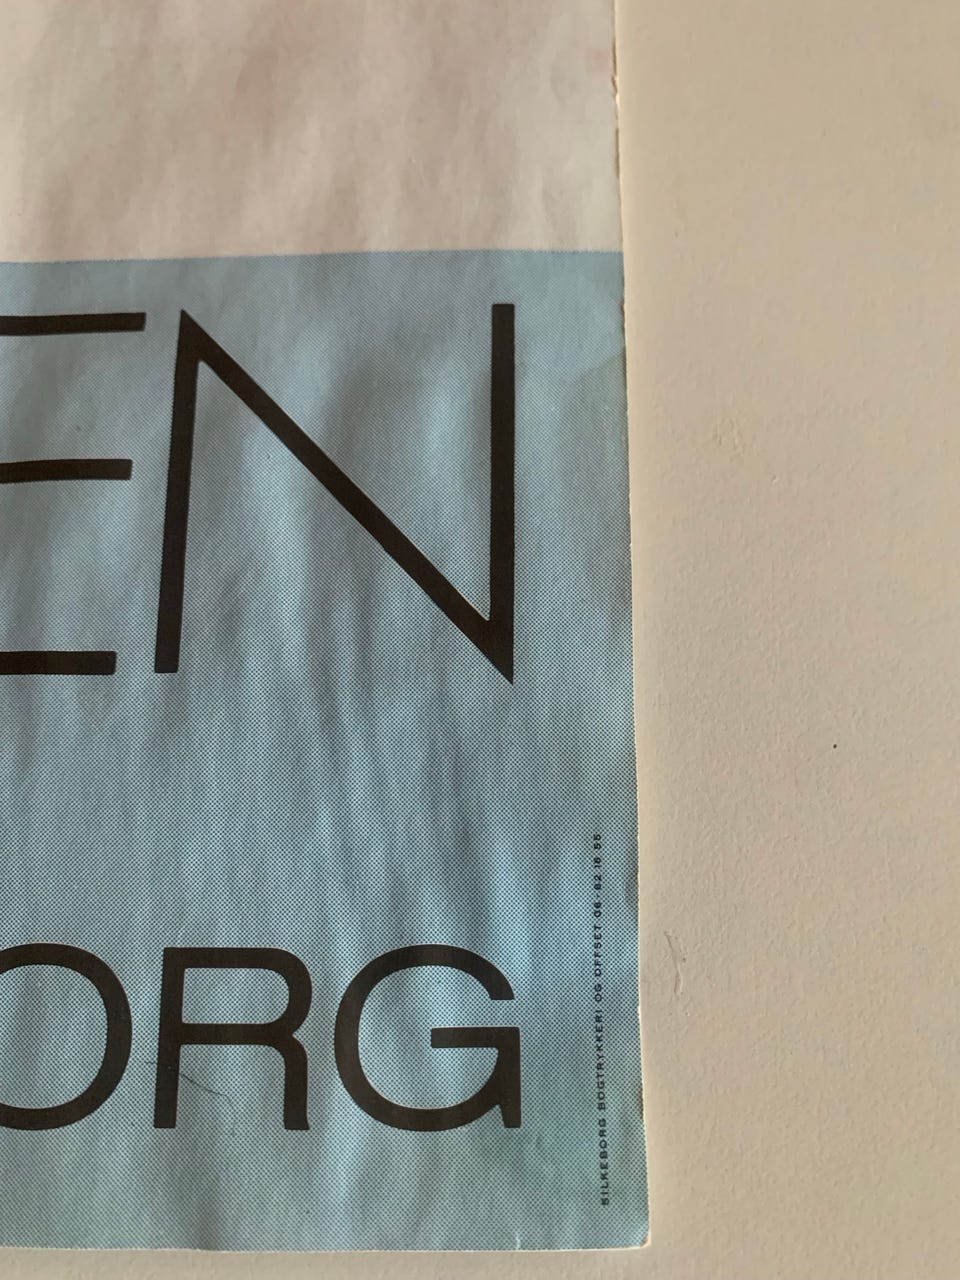 EN
ORG
SILKEBORG BOGTRYKKERI OG OFFSET 06 · 82 16 55